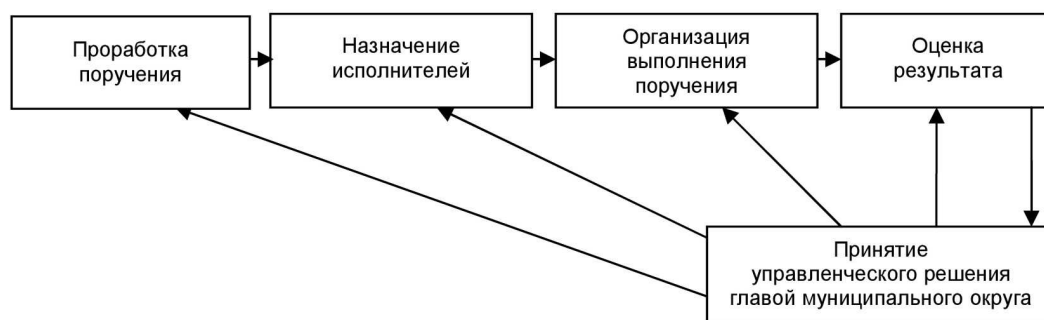 Проработка
поручения
Назначение
исполнителей
Организация
выполнения
поручения
Оценка
результата
Принятие
управленческого решения
главой муниципального округа